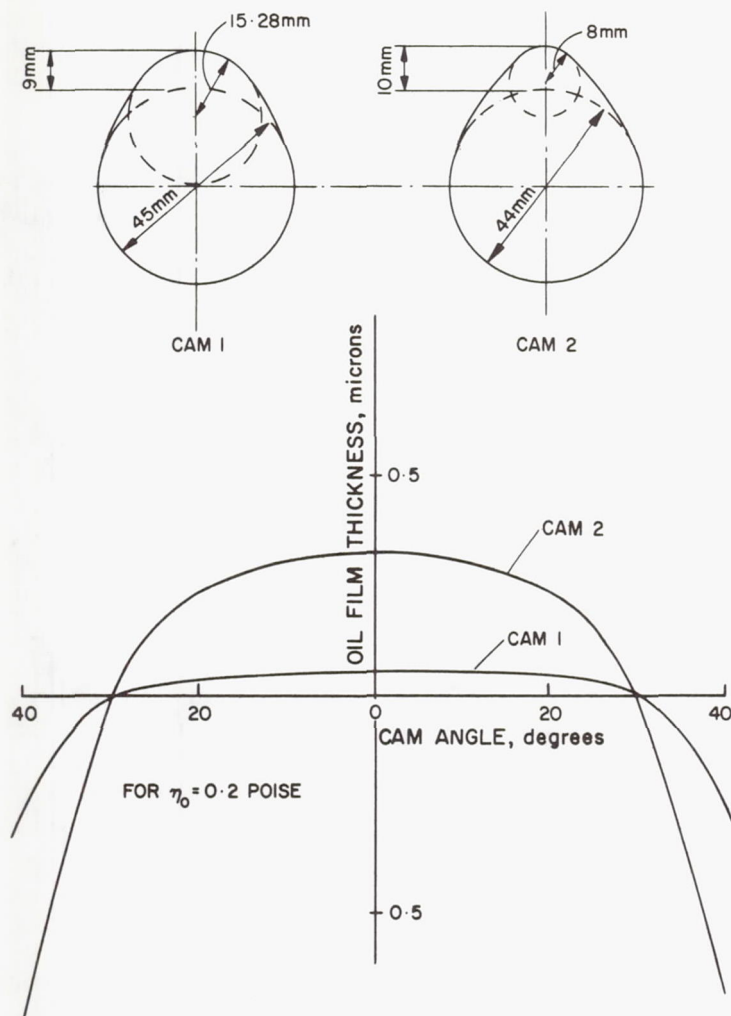 15·28mm
9mm
45mm
CAM 1
8mm
10mm
44mm
CAM 2
OIL FILM THICKNESS, microns
0·5
CAM 2
CAM 1
40
20
0
20
40
CAM ANGLE, degrees
FOR η₀ = 0·2 POISE
0·5